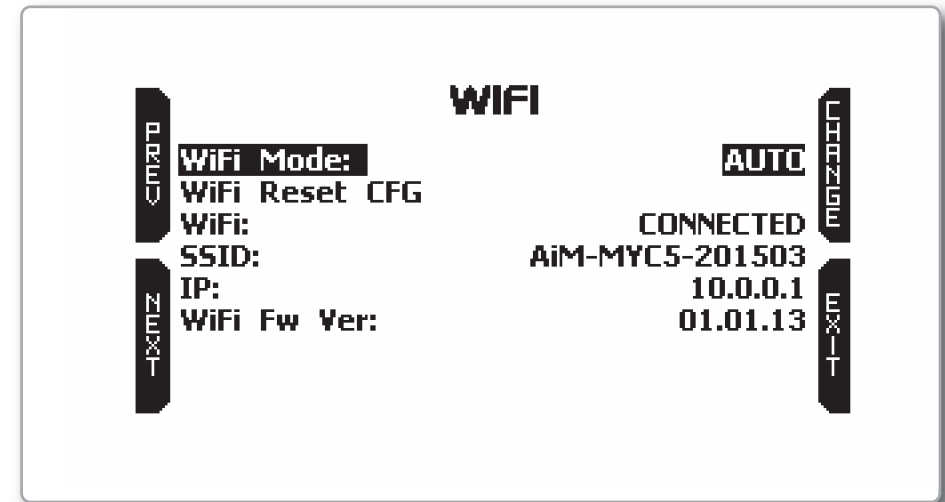 WIFI
PREV
CHANGE
WiFi Mode: AUTO
WiFi Reset CFG
WiFi: CONNECTED
SSID: AiM-MYC5-201503
IP: 10.0.0.1
WiFi Fw Ver: 01.01.13
NEXT
EXIT